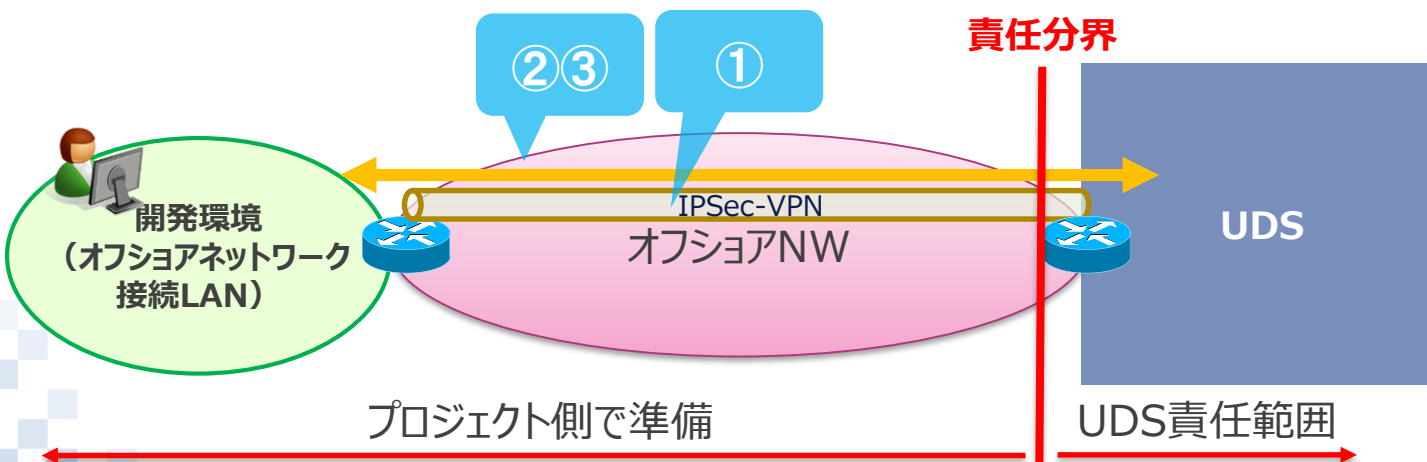 責任分界
②③
①
開発環境
（オフショアネットワーク
接続LAN）
IPSec-VPN
オフショアNW
UDS
プロジェクト側で準備
UDS責任範囲